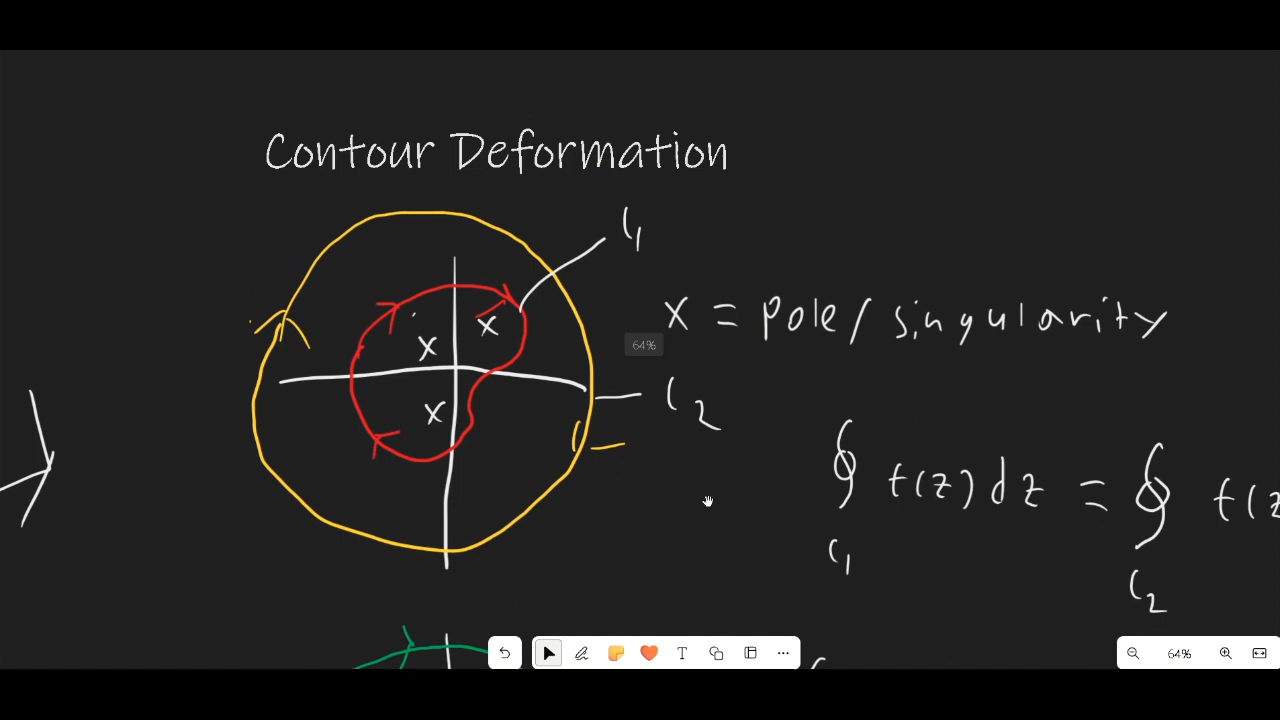 Contour Deformation
C1
x = pole/singularity
x
x
64%
x
C2
∮ f(z)dz = ∮ f(z
C1
C2
T
64%